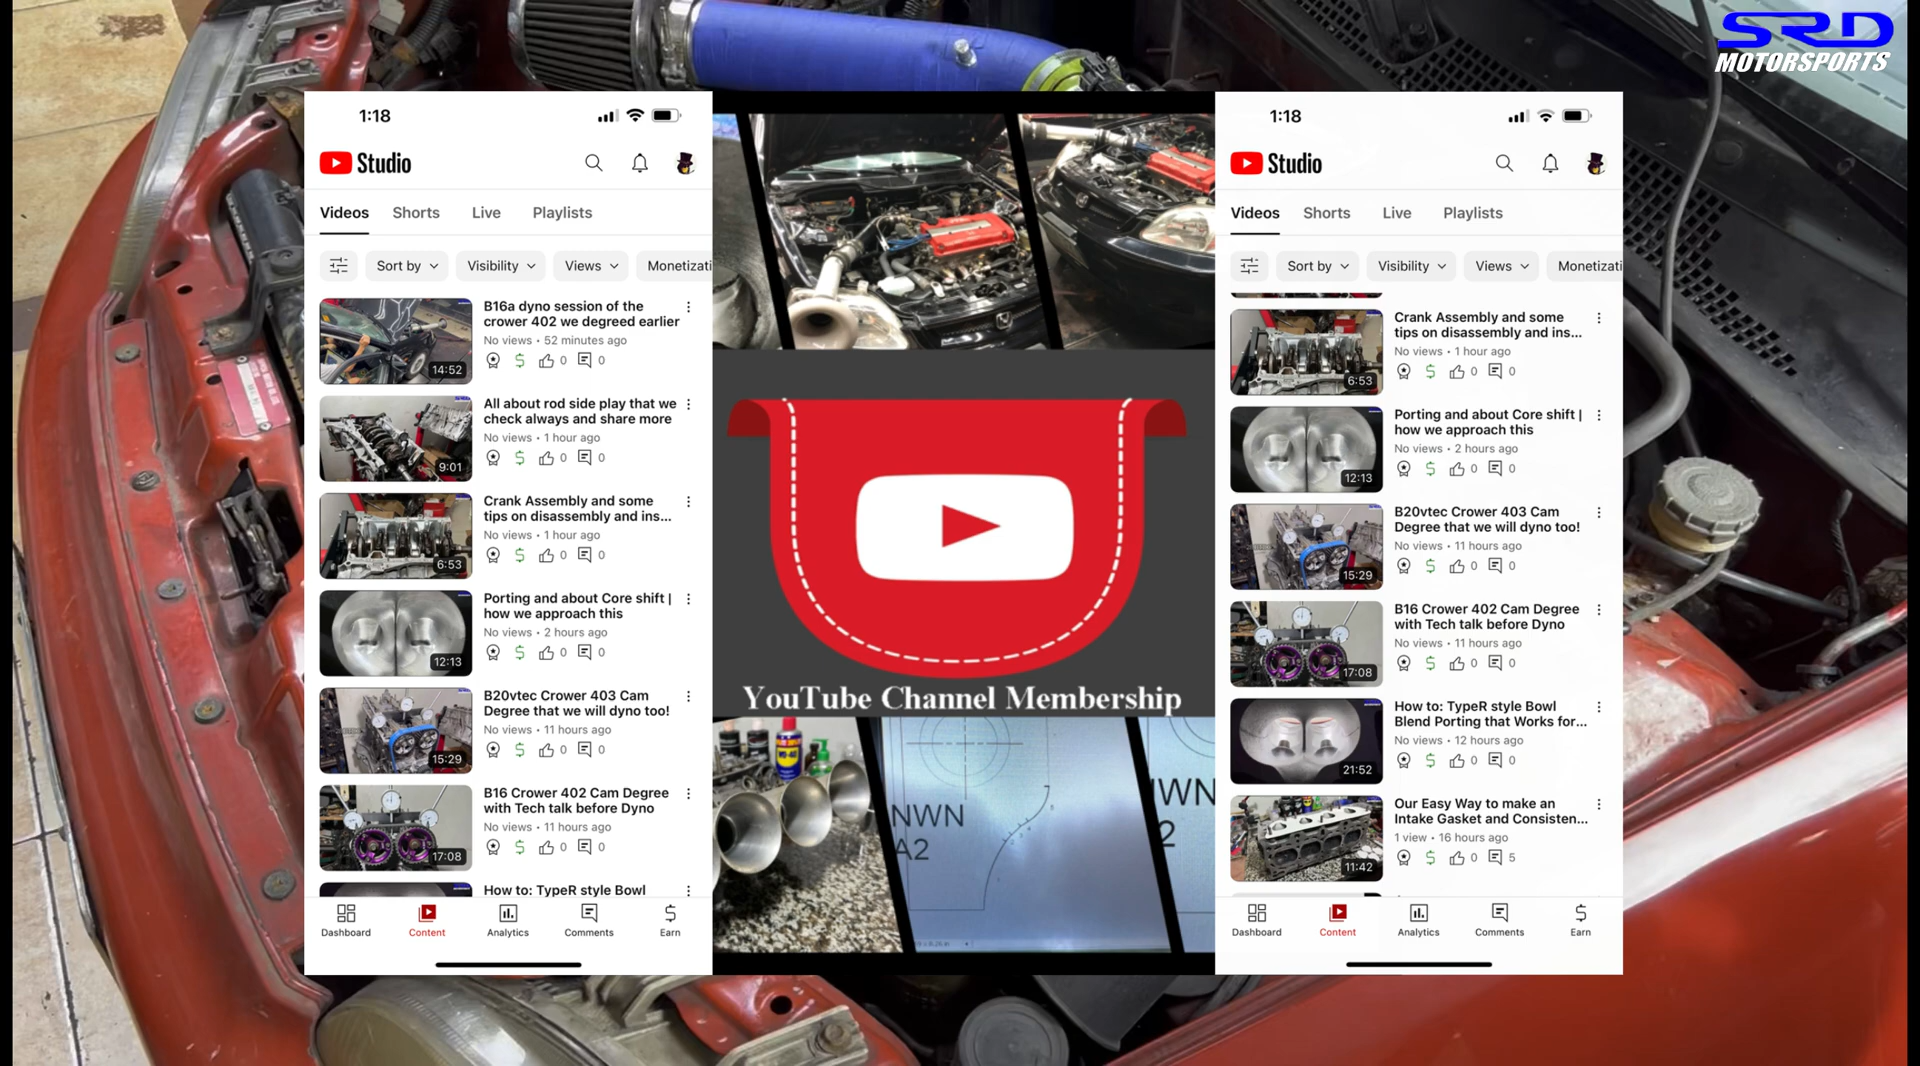 SRD
MOTORSPORTS
1:18
Studio
Videos Shorts Live Playlists
Sort by Visibility Views Monetizati
B16a dyno session of the
crower 402 we degreed earlier
No views • 52 minutes ago
0 0
14:52
All about rod side play that we
check always and share more
No views • 1 hour ago
0 0
9:01
Crank Assembly and some
tips on disassembly and ins...
No views • 1 hour ago
0 0
6:53
Porting and about Core shift |
how we approach this
No views • 2 hours ago
0 0
12:13
B20vtec Crower 403 Cam
Degree that we will dyno too!
No views • 11 hours ago
0 0
15:29
B16 Crower 402 Cam Degree
with Tech talk before Dyno
No views • 11 hours ago
0 0
17:08
How to: TypeR style Bowl
Dashboard Content Analytics Comments Earn
YouTube Channel Membership
WD-40
NWN
A2
WN
2
1:18
Studio
Videos Shorts Live Playlists
Sort by Visibility Views Monetizati
Crank Assembly and some
tips on disassembly and ins...
No views • 1 hour ago
0 0
6:53
Porting and about Core shift |
how we approach this
No views • 2 hours ago
0 0
12:13
B20vtec Crower 403 Cam
Degree that we will dyno too!
No views • 11 hours ago
0 0
15:29
B16 Crower 402 Cam Degree
with Tech talk before Dyno
No views • 11 hours ago
0 0
17:08
How to: TypeR style Bowl
Blend Porting that Works for...
No views • 12 hours ago
0 0
21:52
Our Easy Way to make an
Intake Gasket and Consisten...
1 view • 16 hours ago
0 5
11:42
Dashboard Content Analytics Comments Earn